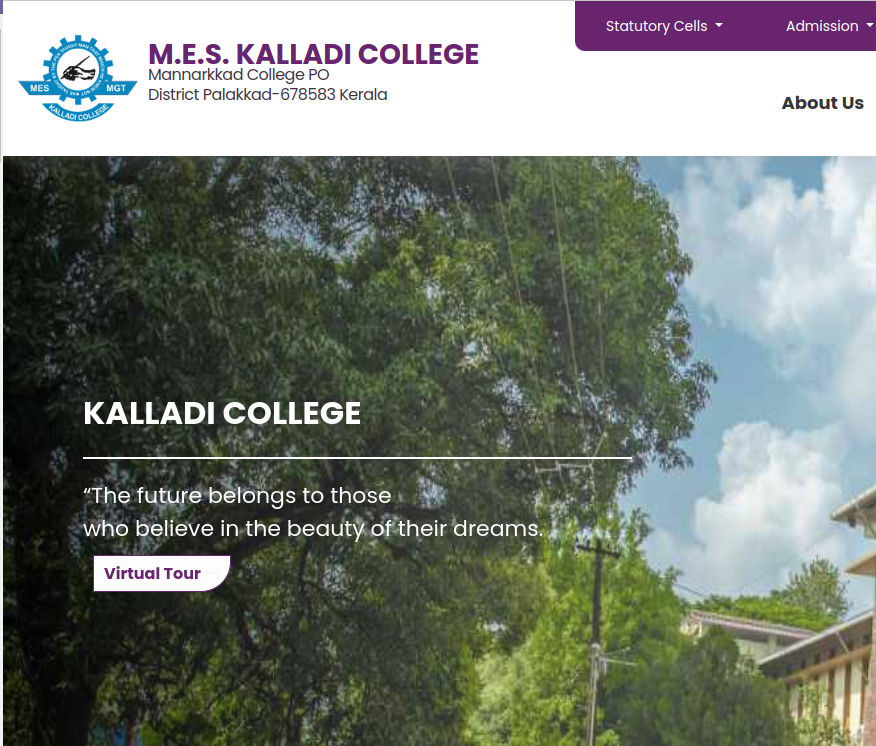 Statutory Cells
Admission
M.E.S. KALLADI COLLEGE
Mannarkkad College PO
District Palakkad-678583 Kerala
MES
MGT
KALLADI COLLEGE
About Us
KALLADI COLLEGE
“The future belongs to those
who believe in the beauty of their dreams.
Virtual Tour